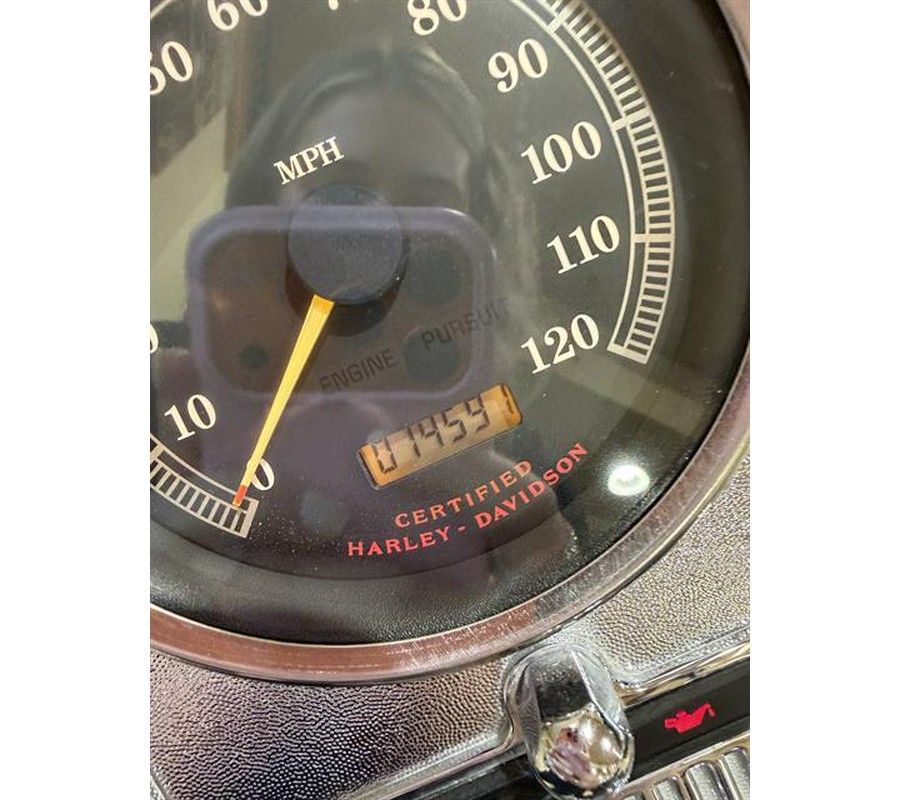 60
80
50
90
MPH
100
110
ENGINE PURSUIT
120
10
0
CERTIFIED
HARLEY - DAVIDSON